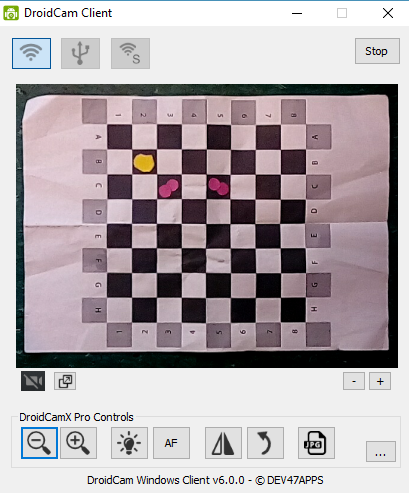 DroidCam Client
S
Stop
1 2 3 4 5 6 7 8
A A
B B
C C
D D
E E
F F
G G
H H
1 2 3 4 5 6 7 8
- +
DroidCamX Pro Controls
AF
JPG
...
DroidCam Windows Client v6.0.0 - © DEV47APPS